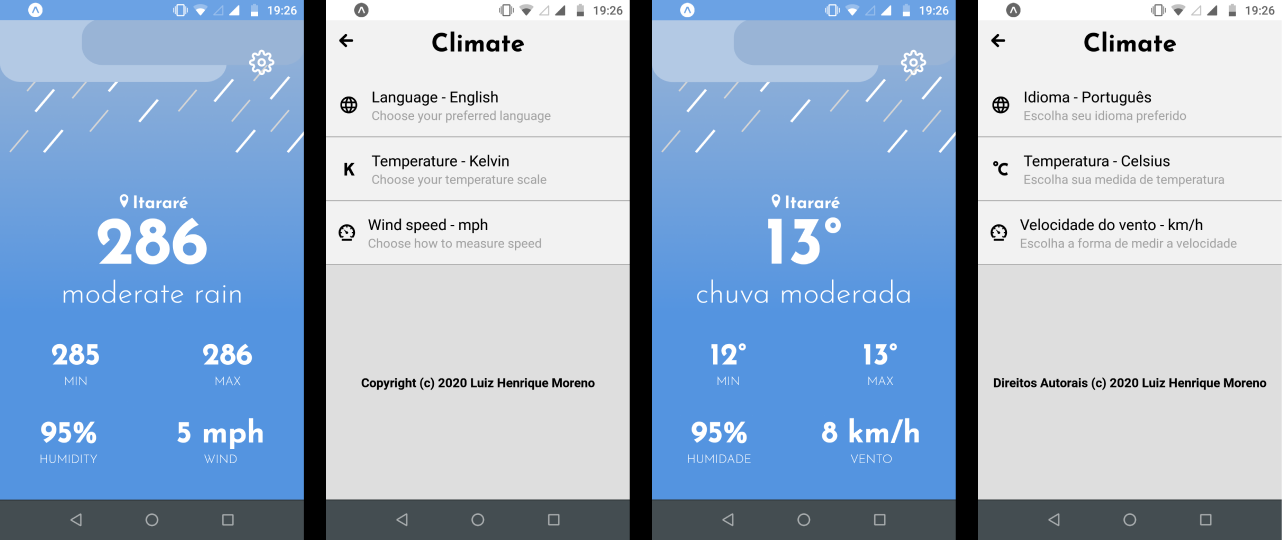 19:26
Itararé
286
moderate rain
285 286
MIN MAX
95% 5 mph
HUMIDITY WIND
19:26
Climate
Language - English
Choose your preferred language
K
Temperature - Kelvin
Choose your temperature scale
Wind speed - mph
Choose how to measure speed
Copyright (c) 2020 Luiz Henrique Moreno
19:26
Itararé
13°
chuva moderada
12° 13°
MIN MAX
95% 8 km/h
HUMIDADE VENTO
19:26
Climate
Idioma - Português
Escolha seu idioma preferido
°C
Temperatura - Celsius
Escolha sua medida de temperatura
Velocidade do vento - km/h
Escolha a forma de medir a velocidade
Direitos Autorais (c) 2020 Luiz Henrique Moreno